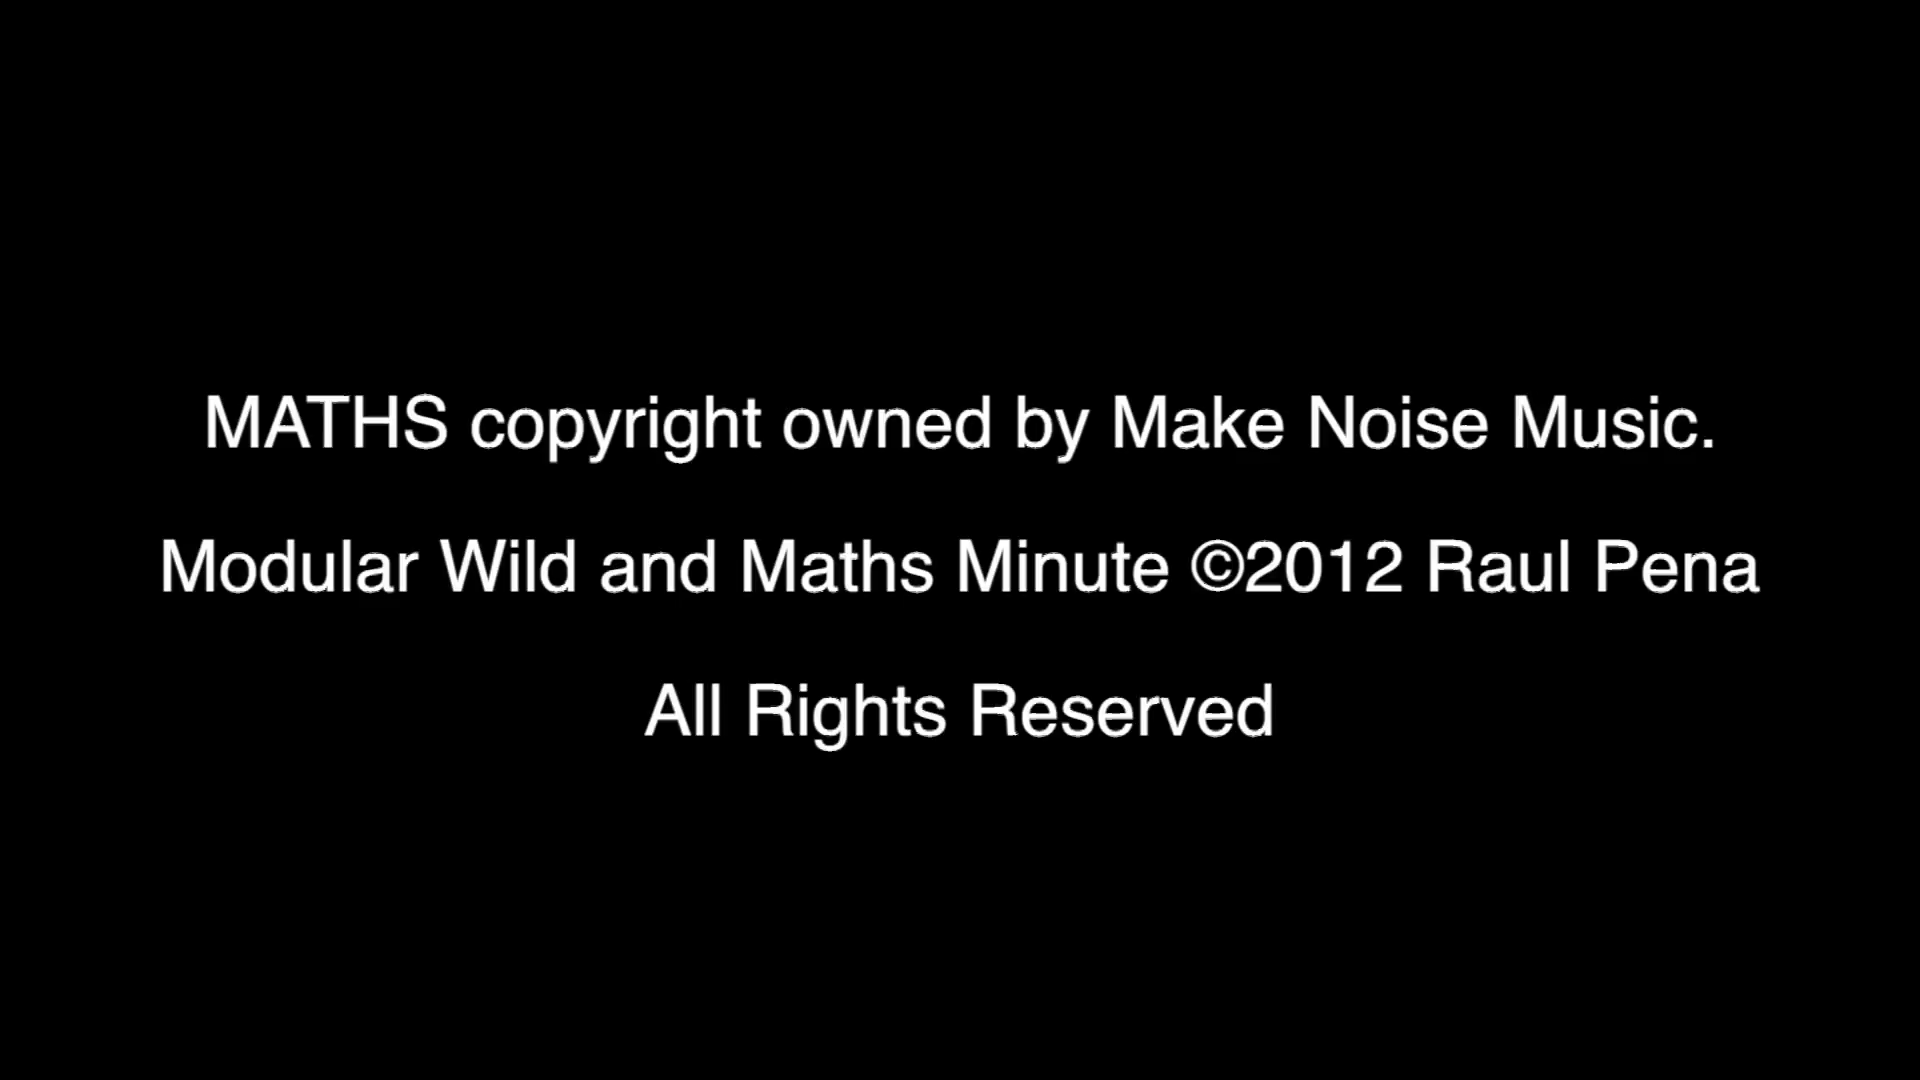 MATHS copyright owned by Make Noise Music.
Modular Wild and Maths Minute ©2012 Raul Pena
All Rights Reserved